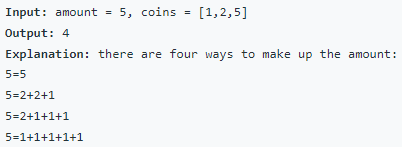 Input: amount = 5, coins = [1,2,5]
Output: 4
Explanation: there are four ways to make up the amount:
5=5
5=2+2+1
5=2+1+1+1
5=1+1+1+1+1